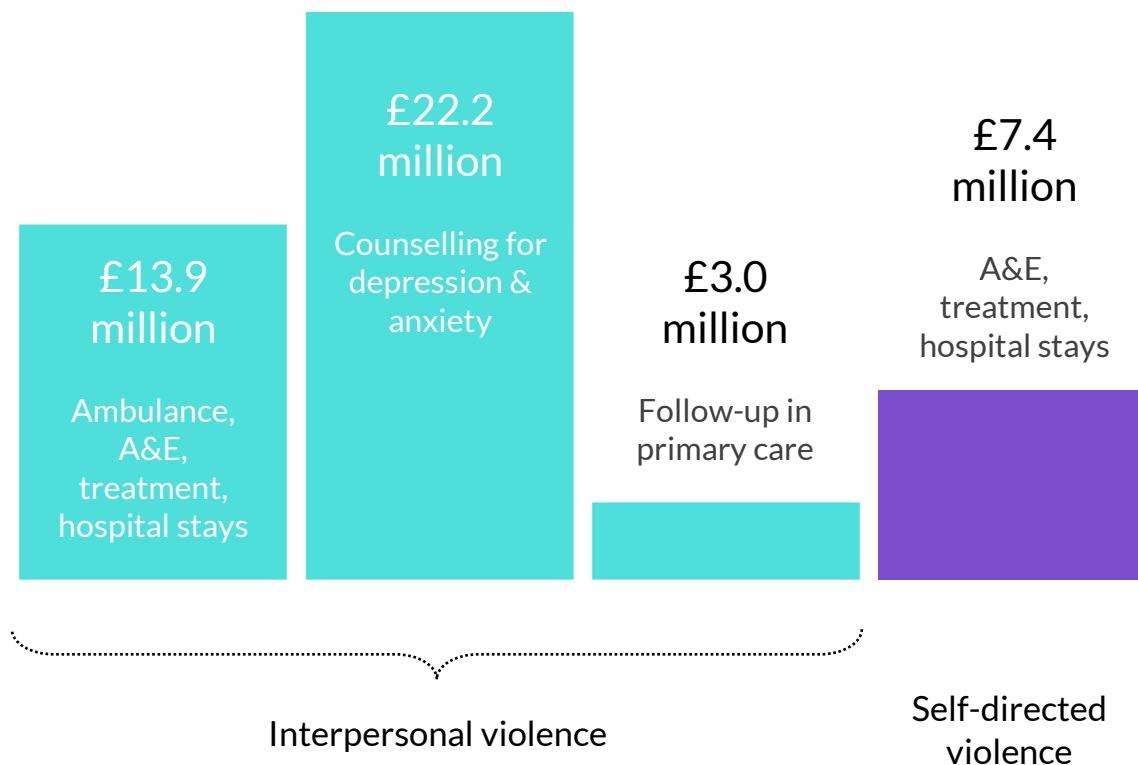 £13.9
million
Ambulance,
A&E,
treatment,
hospital stays
£22.2
million
Counselling for
depression &
anxiety
£3.0
million
Follow-up in
primary care
£7.4
million
A&E,
treatment,
hospital stays
Interpersonal violence
Self-directed
violence